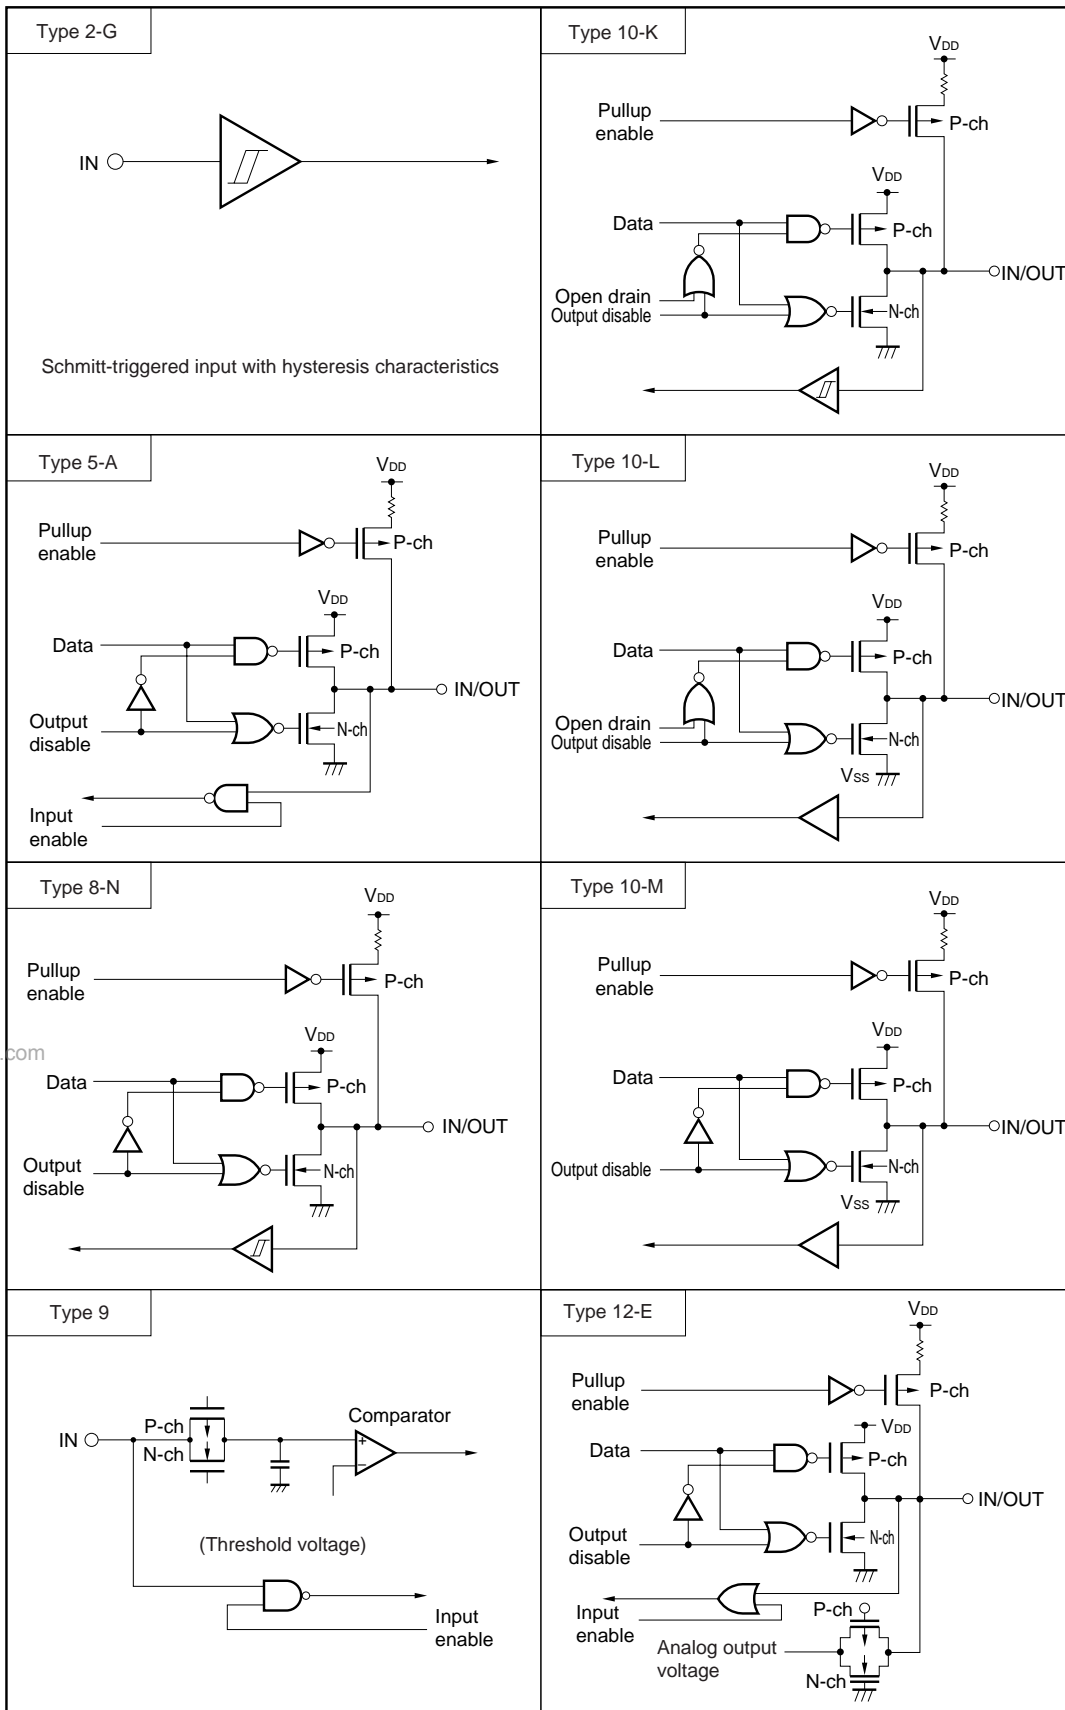 Type 2-G
IN
Schmitt-triggered input with hysteresis characteristics
Type 10-K
VDD
Pullup
enable
P-ch
VDD
Data
P-ch
IN/OUT
Open drain
Output disable
N-ch
Type 5-A
VDD
Pullup
enable
P-ch
VDD
Data
P-ch
IN/OUT
Output
disable
N-ch
Input
enable
Type 10-L
VDD
Pullup
enable
P-ch
VDD
Data
P-ch
IN/OUT
Open drain
Output disable
N-ch
VSS
Type 8-N
VDD
Pullup
enable
P-ch
.com
VDD
Data
P-ch
IN/OUT
Output
disable
N-ch
Type 10-M
VDD
Pullup
enable
P-ch
VDD
Data
P-ch
IN/OUT
Output disable
N-ch
VSS
Type 9
IN
P-ch
N-ch
Comparator
+
−
(Threshold voltage)
Input
enable
Type 12-E
VDD
Pullup
enable
P-ch
VDD
Data
P-ch
IN/OUT
Output
disable
N-ch
Input
enable
P-ch
Analog output
voltage
N-ch